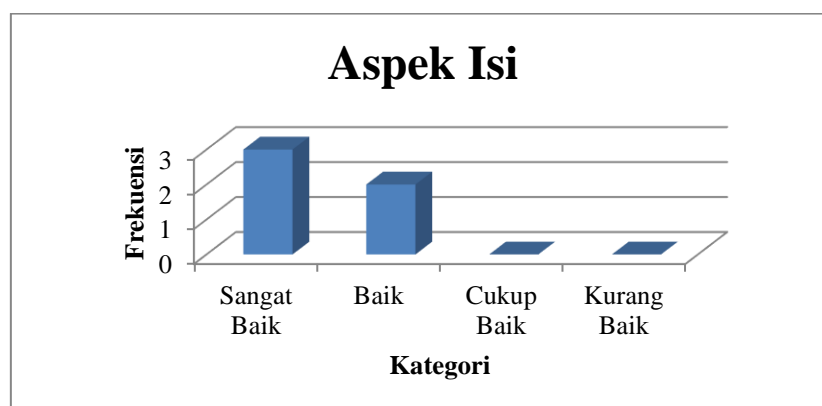 Aspek Isi
Frekuensi
3
2
1
0
Sangat Baik
Baik
Cukup Baik
Kurang Baik
Kategori